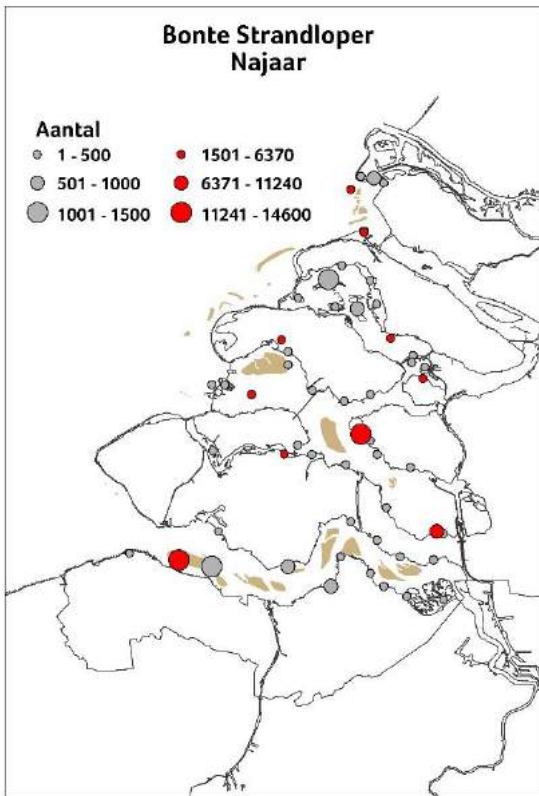 Bonte Strandloper
Najaar
Aantal
1 - 500
501 - 1000
1001 - 1500
1501 - 6370
6371 - 11240
11241 - 14600